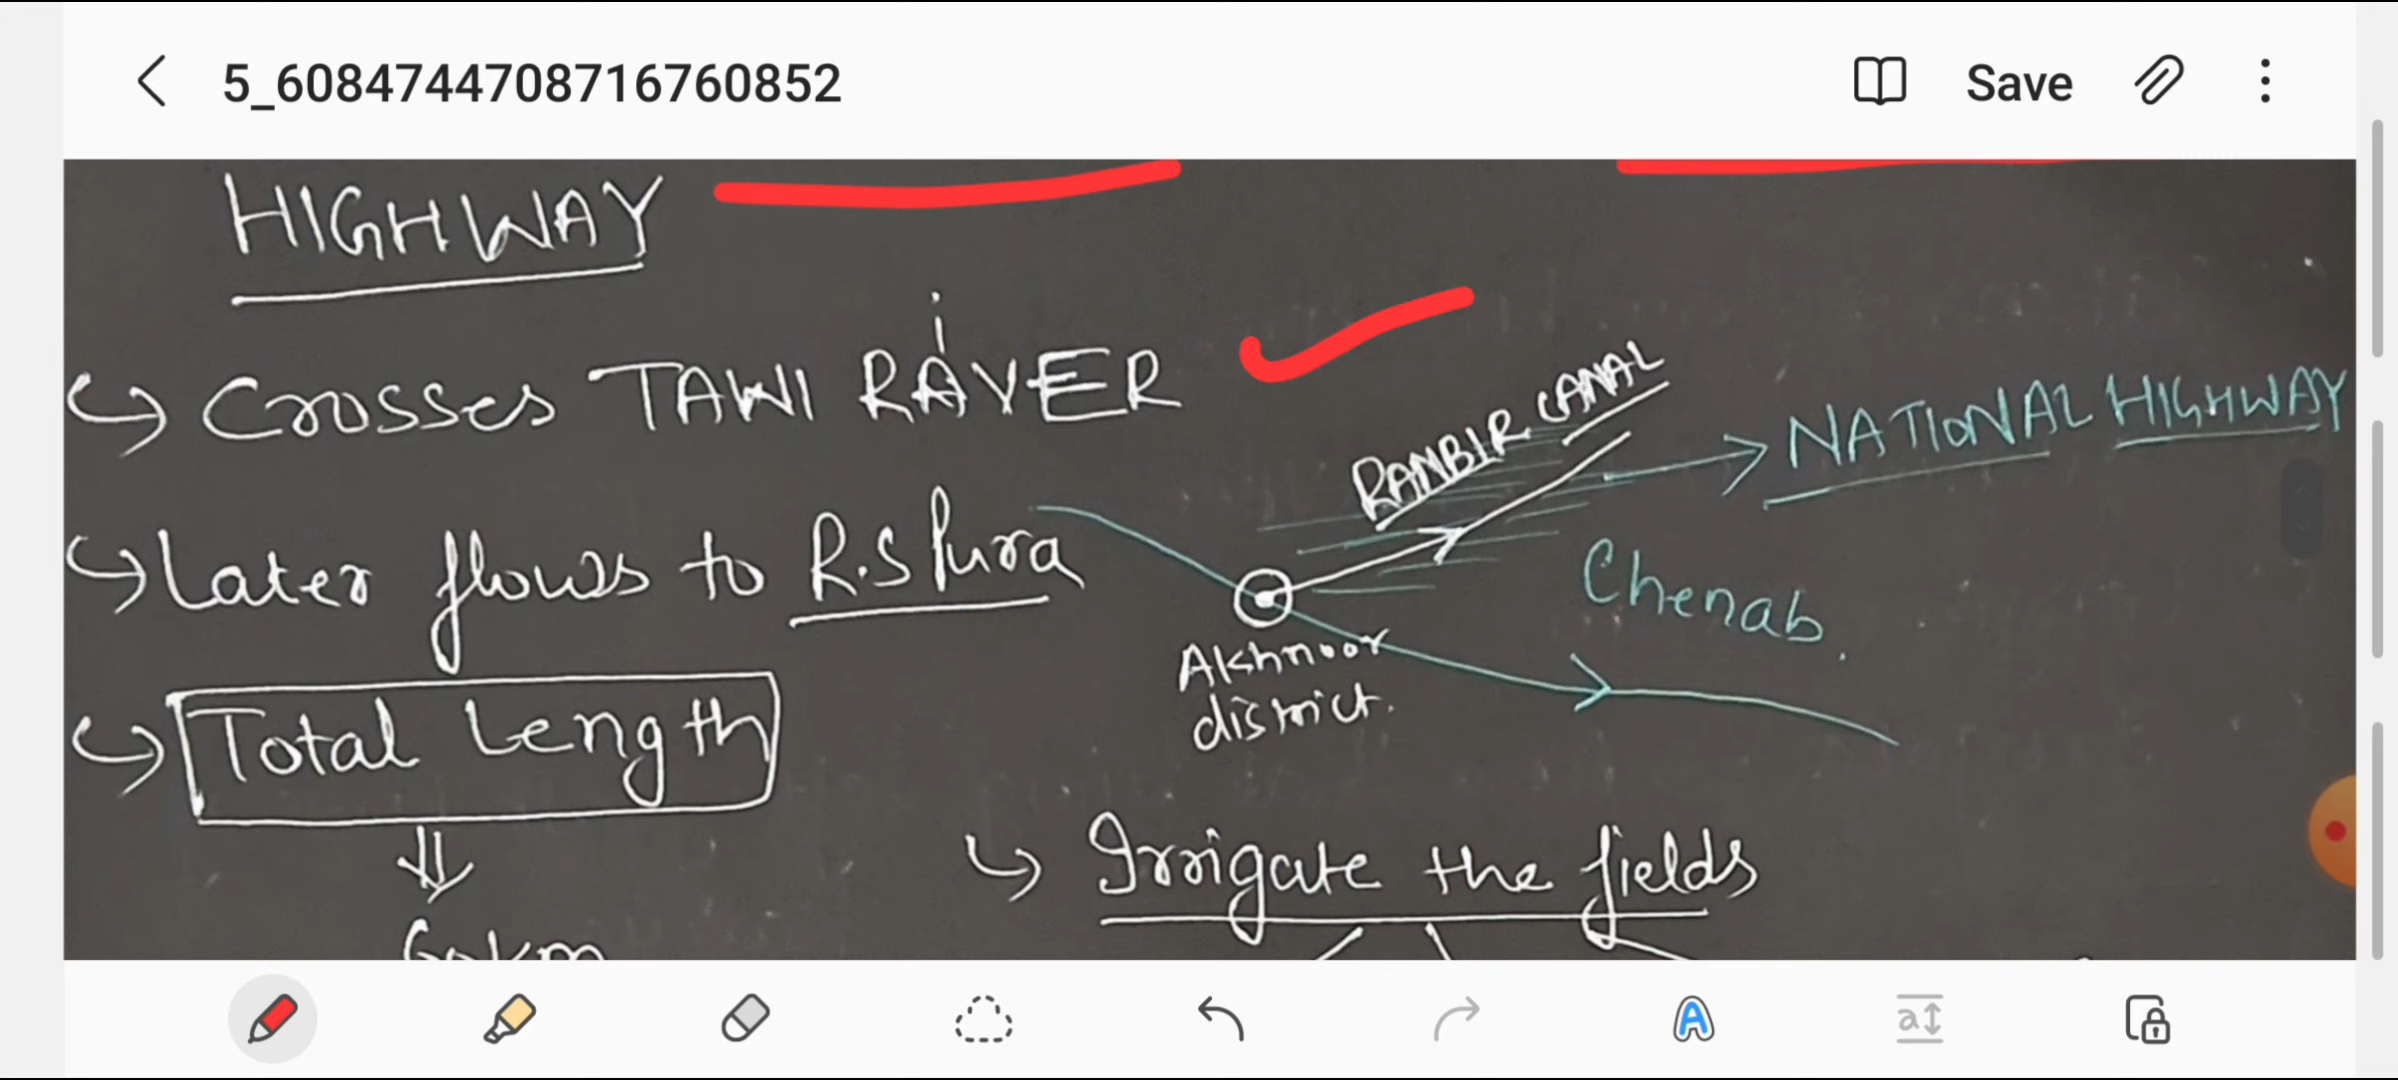 5_6084744708716760852
Save
HIGHWAY
Crosses TAWI RAVER
i
Later flows to R.S Pura
Total Length
RANBIR CANAL
NATIONAL HIGHWAY
Chenab.
Akhnoor
district.
Irrigate the fields